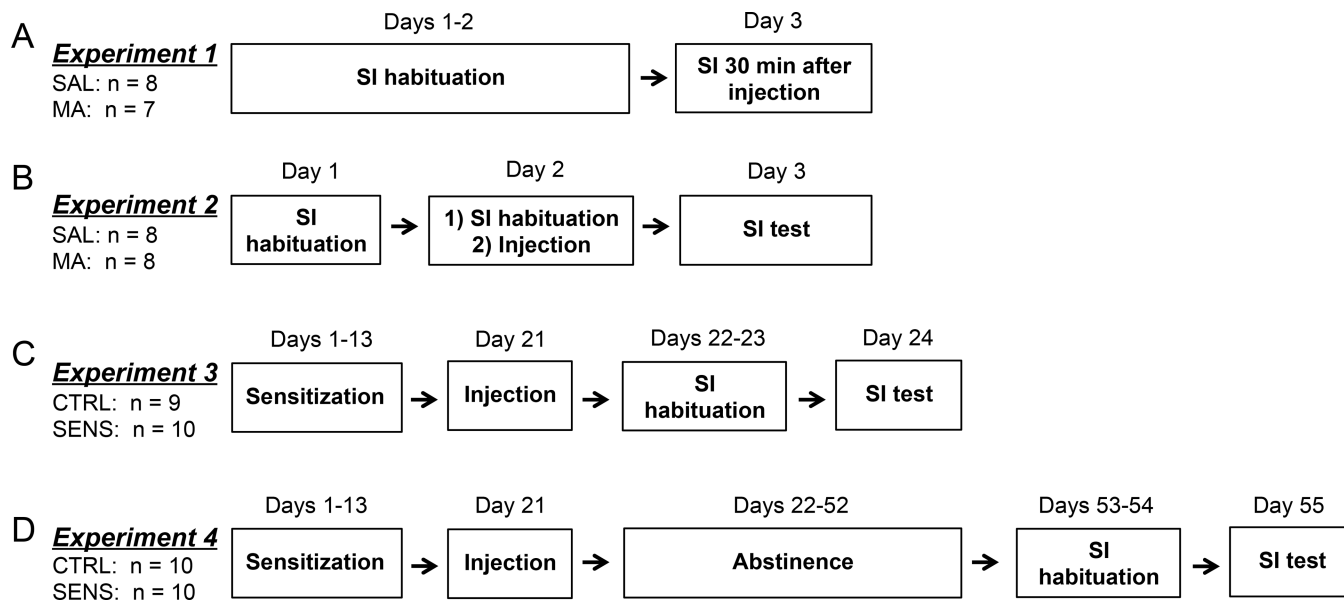 A
Experiment 1
SAL: n = 8
MA: n = 7
Days 1-2
SI habituation
Day 3
SI 30 min after
injection
B
Experiment 2
SAL: n = 8
MA: n = 8
Day 1
SI
habituation
Day 2
1) SI habituation
2) Injection
Day 3
SI test
C
Experiment 3
CTRL: n = 9
SENS: n = 10
Days 1-13
Sensitization
Day 21
Injection
Days 22-23
SI
habituation
Day 24
SI test
D
Experiment 4
CTRL: n = 10
SENS: n = 10
Days 1-13
Sensitization
Day 21
Injection
Days 22-52
Abstinence
Days 53-54
SI
habituation
Day 55
SI test